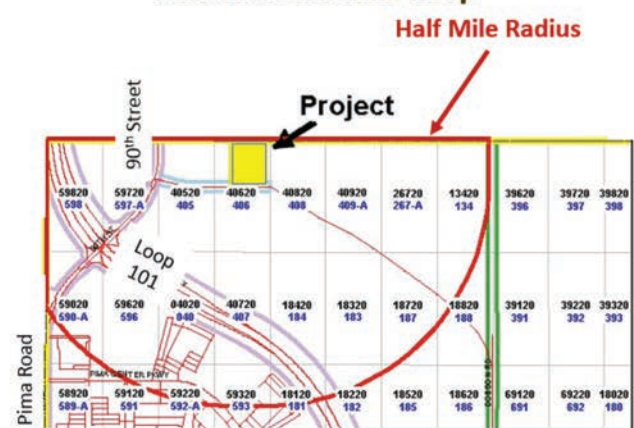 Half Mile Radius
Project
90th Street
59820 59720 40520 40620 40820 40920 26720 13420 39620 39720 39820
598 597-A 405 406 408 409-A 267-A 134 396 397 398
Loop
101
59020 59620 04020 40720 18420 18320 18720 18820 39120 39220 39320
590-A 596 040 407 184 183 187 188 391 392 393
Pima Road
PIMA CENTER PKWY
58920 59120 59220 59320 18120 18220 18520 18620 69120 69220 18020
589-A 591 592-A 593 181 182 185 186 691 692 180